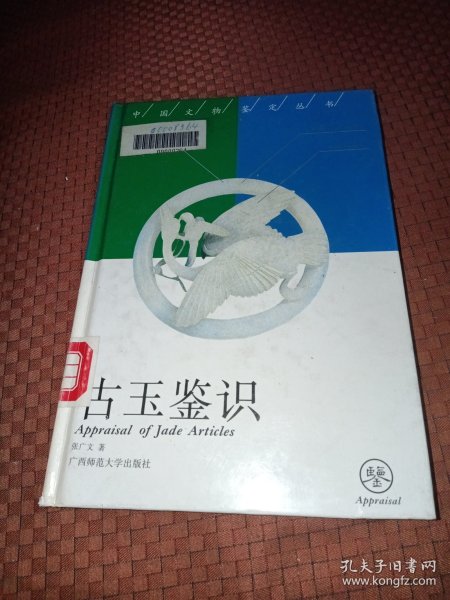 中国文物鉴定丛书
古玉鉴识
Appraisal of Jade Articles
张广文 著
广西师范大学出版社
Appraisal
孔夫子旧书网
www.kongfz.com